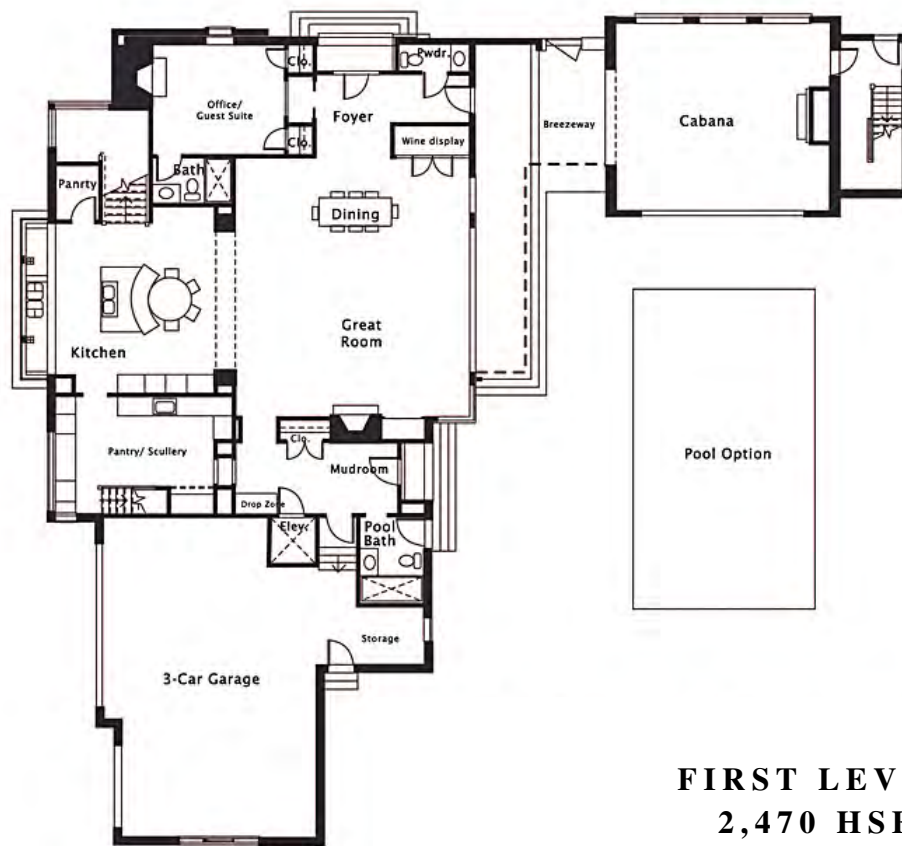 Clo.
Pwdr.
Office/
Guest Suite
Foyer
Breezeway
Cabana
Clo.
Wine display
Bath
Panrty
Dining
Great
Room
Kitchen
Clo.
Pantry/ Scullery
Mudroom
Pool Option
Drop Zone
Elev.
Pool
Bath
Storage
3-Car Garage
FIRST LEV
2,470 HSF